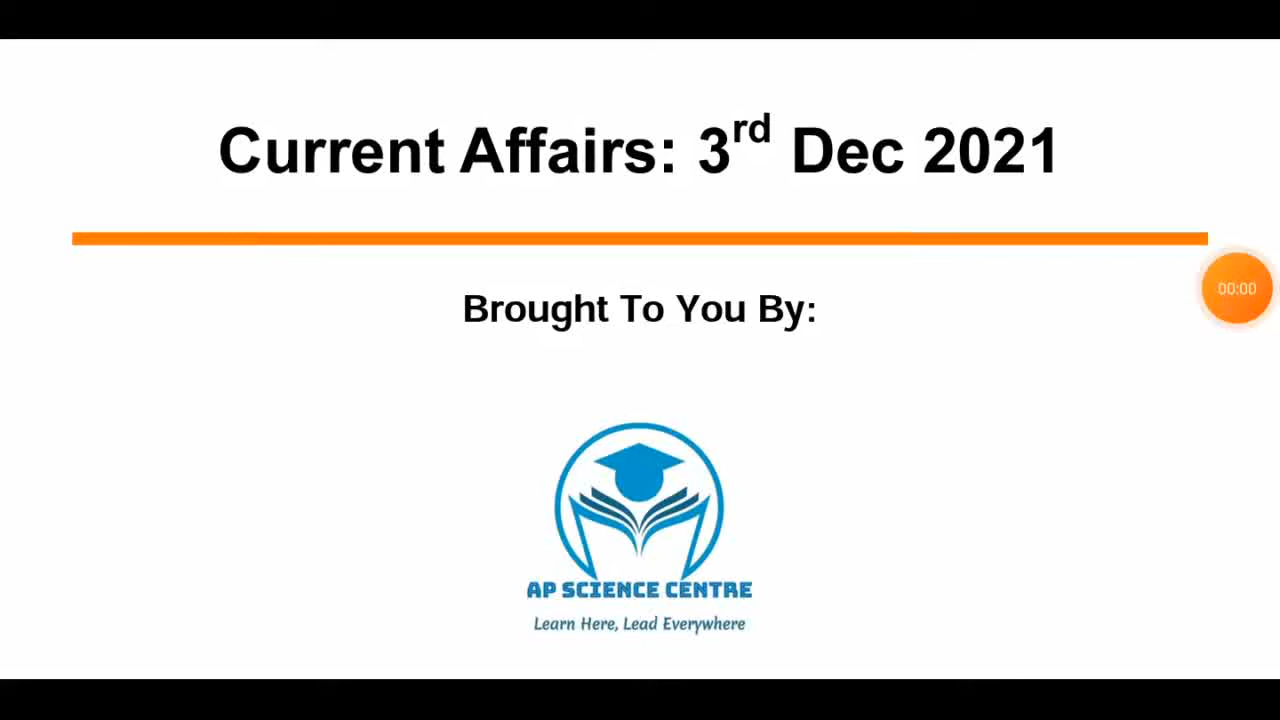 Current Affairs: 3rd Dec 2021
00:00
Brought To You By:
AP SCIENCE CENTRE
Learn Here, Lead Everywhere